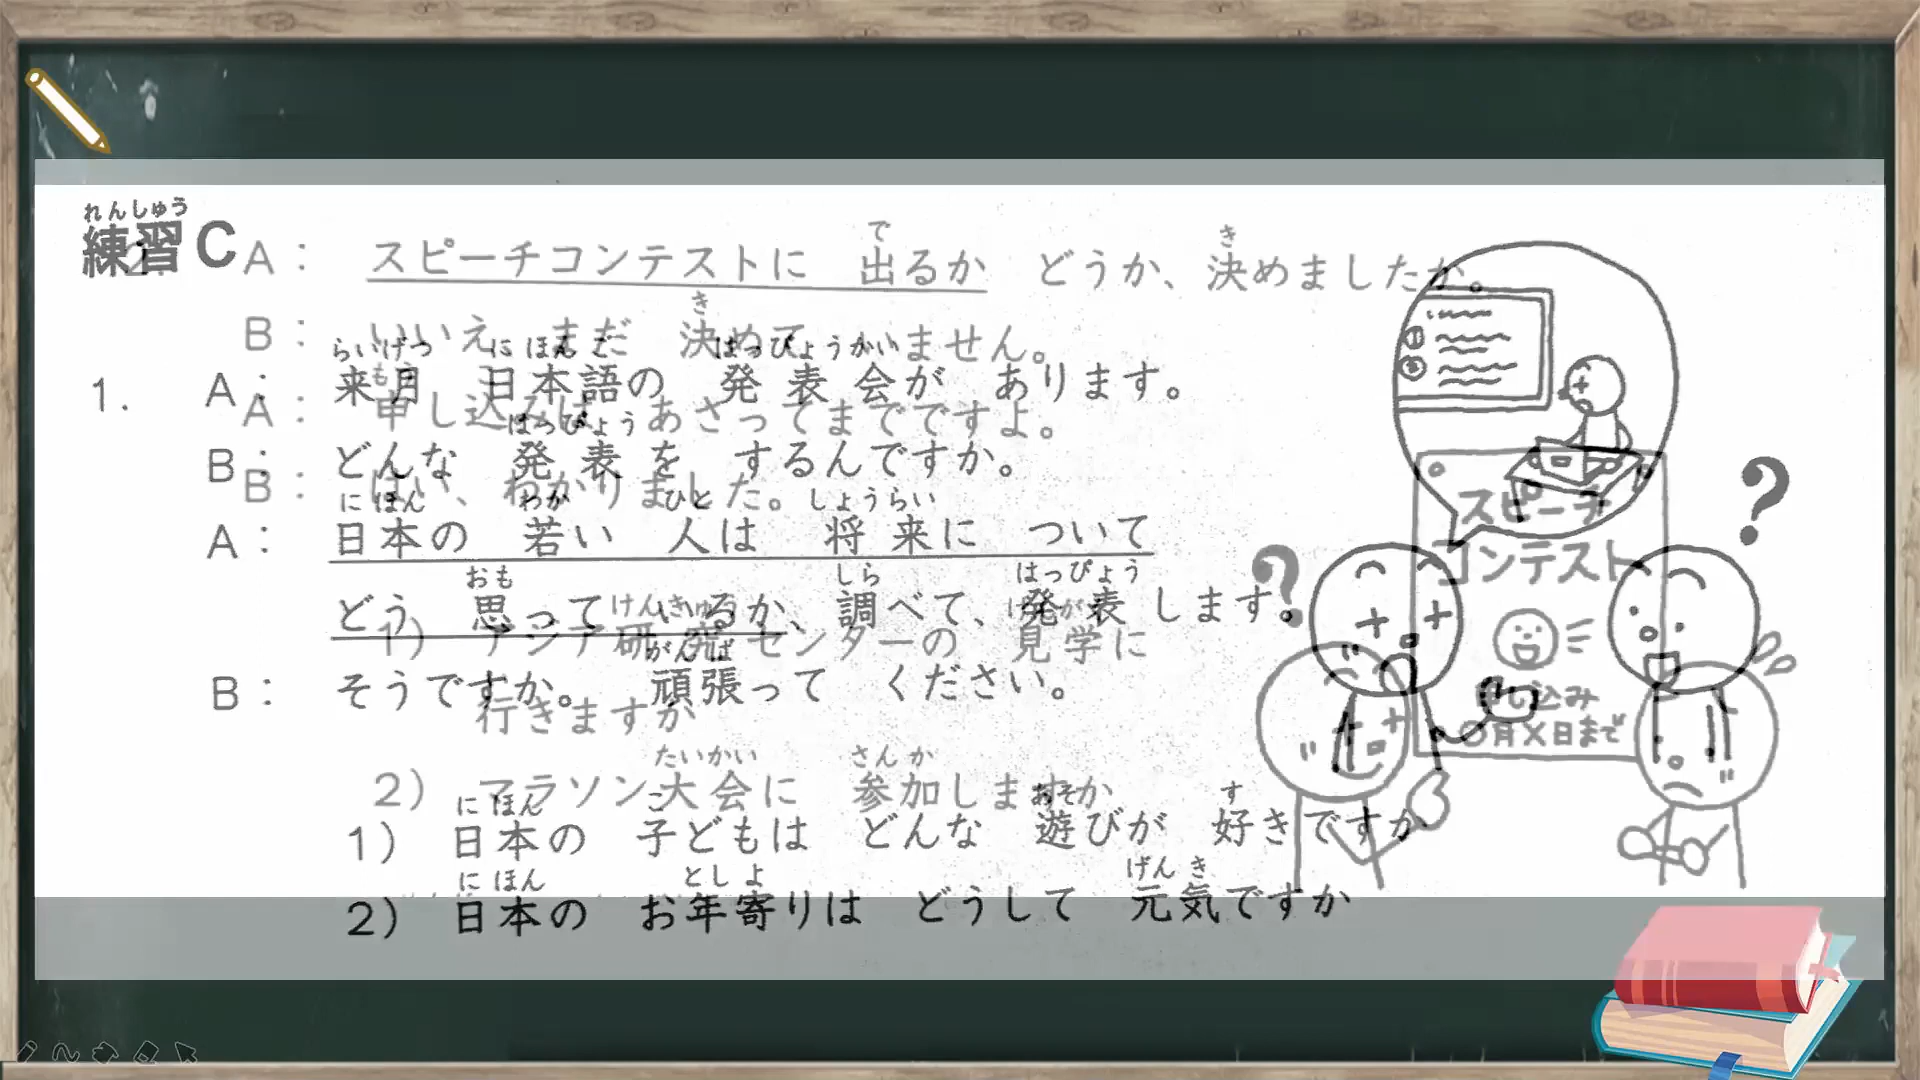 練習C
1. A： 来月 日本語の 発表会が あります。
B： どんな 発表を するんですか。
A： 日本の 若い 人は 将来に ついて
どう 思って いるか、調べて、発表します。
B： そうですか。 頑張って ください。
1） 日本の 子どもは どんな 遊びが 好きですか
2） 日本の お年寄りは どうして 元気ですか
2. A： スピーチコンテストに 出るか どうか、決めましたか。
B： いいえ、まだ 決めて いません。
A： 申し込みは あさってまでですよ。
B： はい、わかりました。
1） アジア研究センターの 見学に
行きますか
2） マラソン大会に 参加しますか
スピーチ
コンテスト
申し込み
〇月X日まで